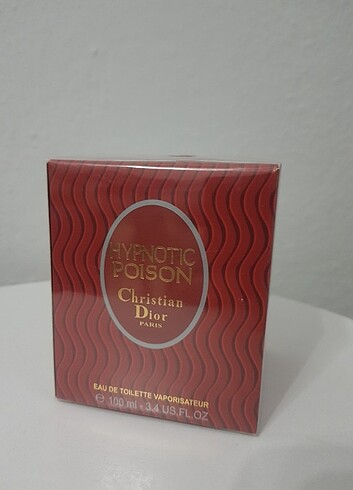 HYPNOTIC
POISON
Christian
Dior
PARIS
EAU DE TOILETTE VAPORISATEUR
℮ 100 ml - 3.4 US.FL.OZ